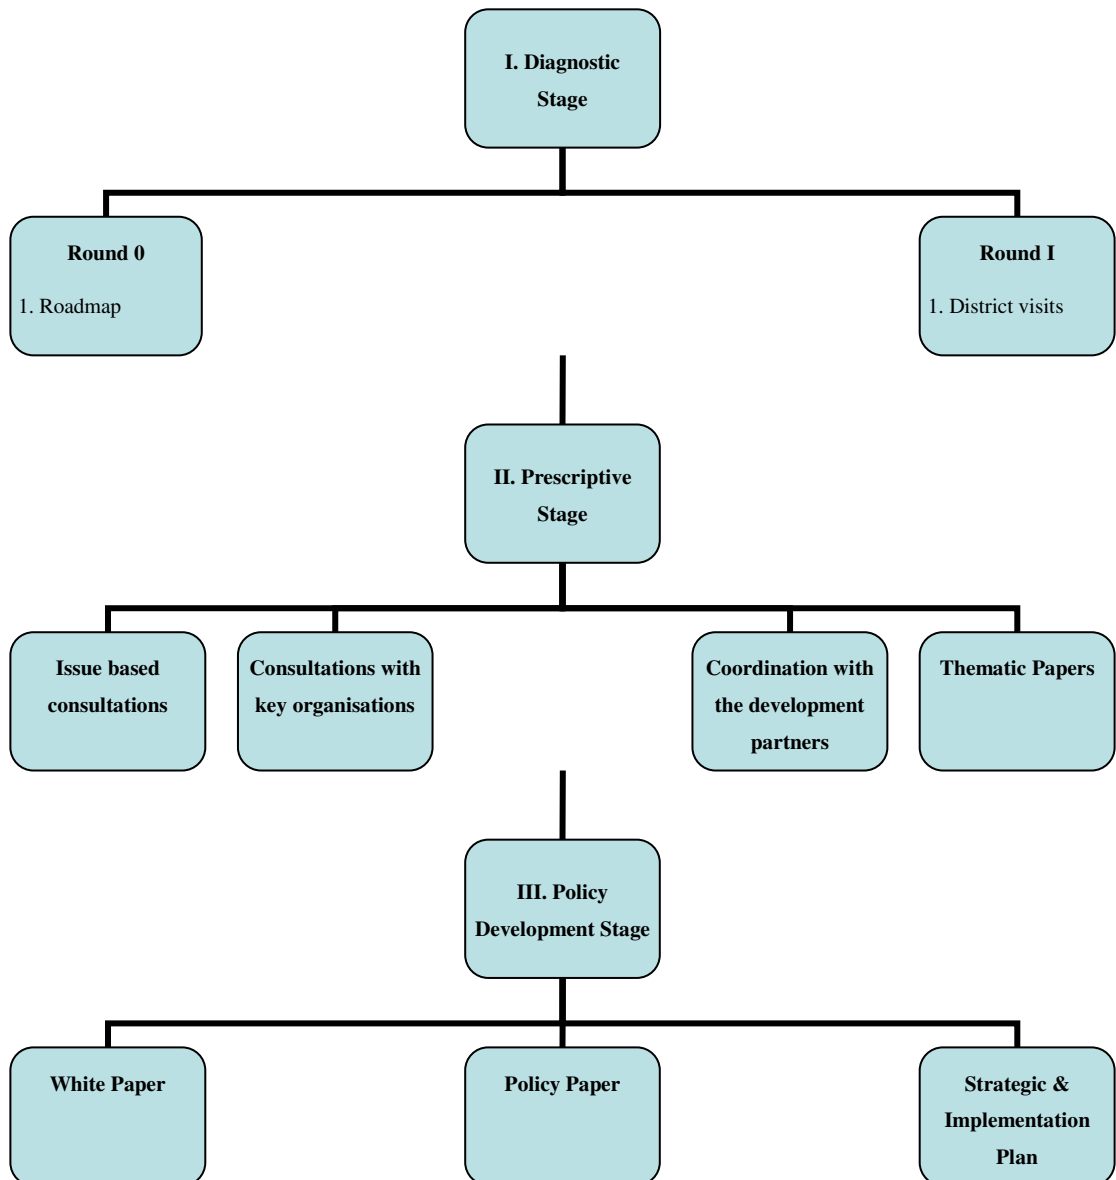 I. Diagnostic
Stage
Round 0
1. Roadmap
Round I
1. District visits
II. Prescriptive
Stage
Issue based
consultations
Consultations with
key organisations
Coordination with
the development
partners
Thematic Papers
III. Policy
Development Stage
White Paper
Policy Paper
Strategic &
Implementation
Plan